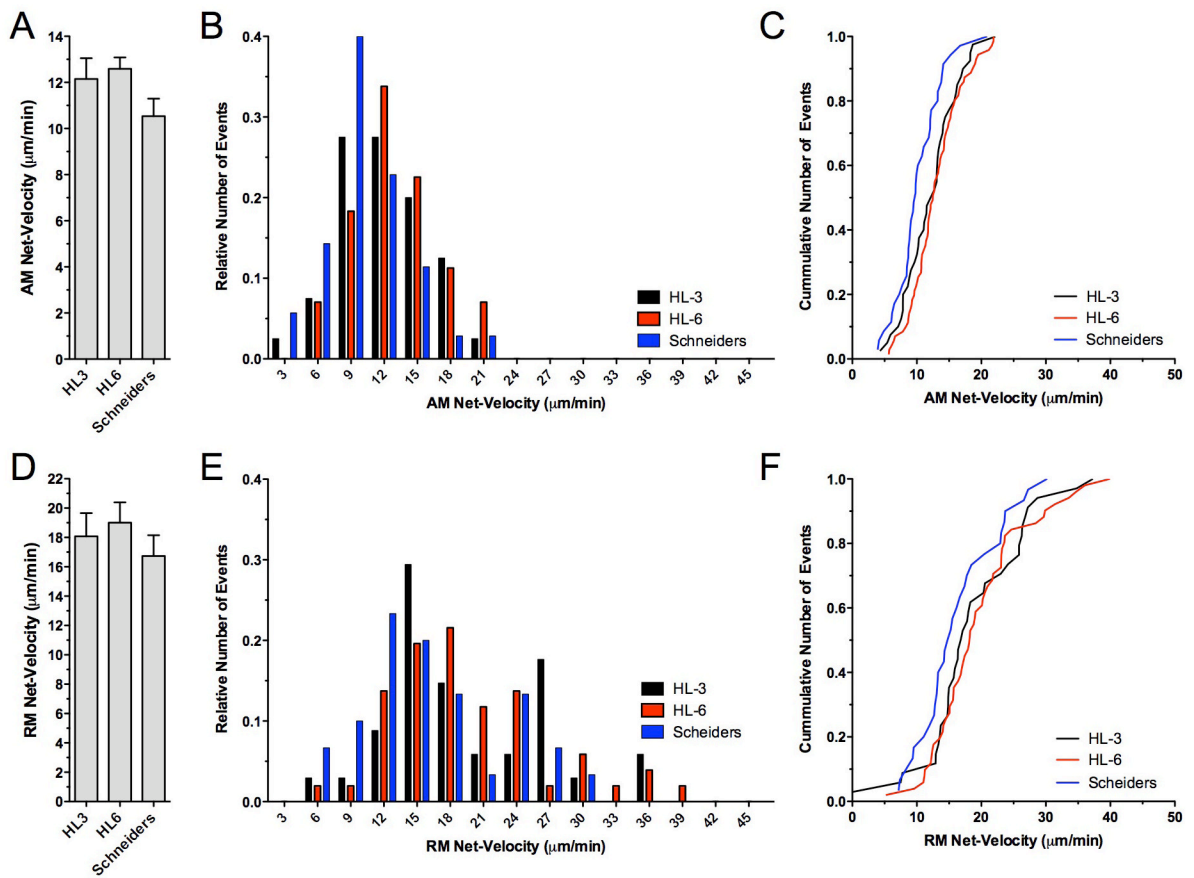 A
AM Net-Velocity (μm/min)
14
12
10
8
6
4
2
0
HL3
HL6
Schneiders
B
Relative Number of Events
0.4
0.3
0.2
0.1
0.0
3
6
9
12
15
18
21
24
27
30
33
36
39
42
45
AM Net-Velocity (μm/min)
HL-3
HL-6
Schneiders
C
Cummulative Number of Events
1.0
0.8
0.6
0.4
0.2
0.0
0
10
20
30
40
50
AM Net-Velocity (μm/min)
HL-3
HL-6
Schneiders
D
RM Net-Velocity (μm/min)
22
20
18
16
14
12
10
8
6
4
2
0
HL3
HL6
Schneiders
E
Relative Number of Events
0.4
0.3
0.2
0.1
0.0
3
6
9
12
15
18
21
24
27
30
33
36
39
42
45
RM Net-Velocity (μm/min)
HL-3
HL-6
Scheiders
F
Cummulative Number of Events
1.0
0.8
0.6
0.4
0.2
0.0
0
10
20
30
40
50
RM Net-Velocity (μm/min)
HL-3
HL-6
Scheiders